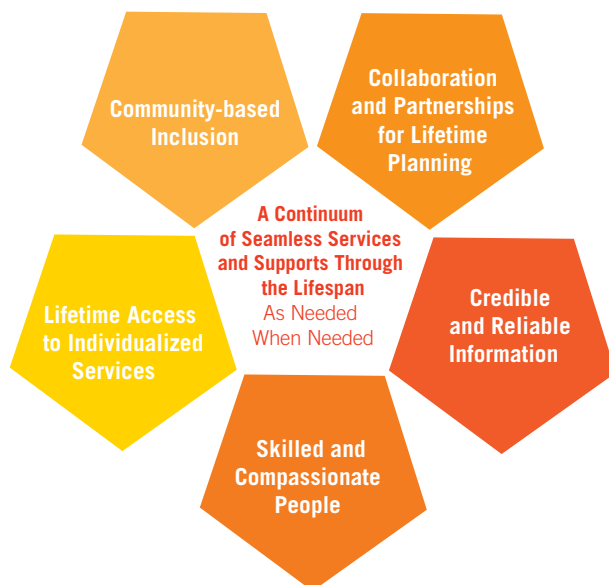 Community-based
Inclusion
Collaboration
and Partnerships
for Lifetime
Planning
A Continuum
of Seamless Services
and Supports Through
the Lifespan
As Needed
When Needed
Lifetime Access
to Individualized
Services
Credible
and Reliable
Information
Skilled and
Compassionate
People